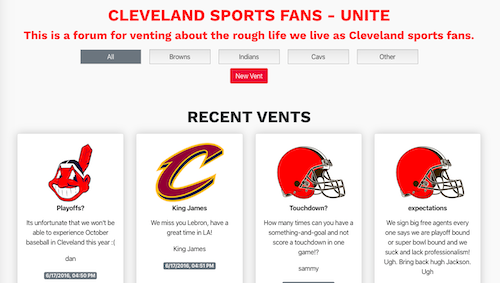 CLEVELAND SPORTS FANS - UNITE
This is a forum for venting about the rough life we live as Cleveland sports fans.
All
Browns
Indians
Cavs
Other
New Vent
RECENT VENTS
Playoffs?
Its unfortunate that we won't be
able to experience October
baseball in Cleveland this year :(
dan
6/17/2016, 04:50 PM
King James
We miss you Lebron, have a
great time in LA!
King James
6/17/2016, 04:51 PM
Touchdown?
How many times can you have a
something-and-goal and not
score a touchdown in one
game!?
sammy
expectations
We sign big free agents every
one says we are playoff bound
or super bowl bound and we
suck and lack professionalism!
Ugh. Bring back hugh Jackson.
Ugh